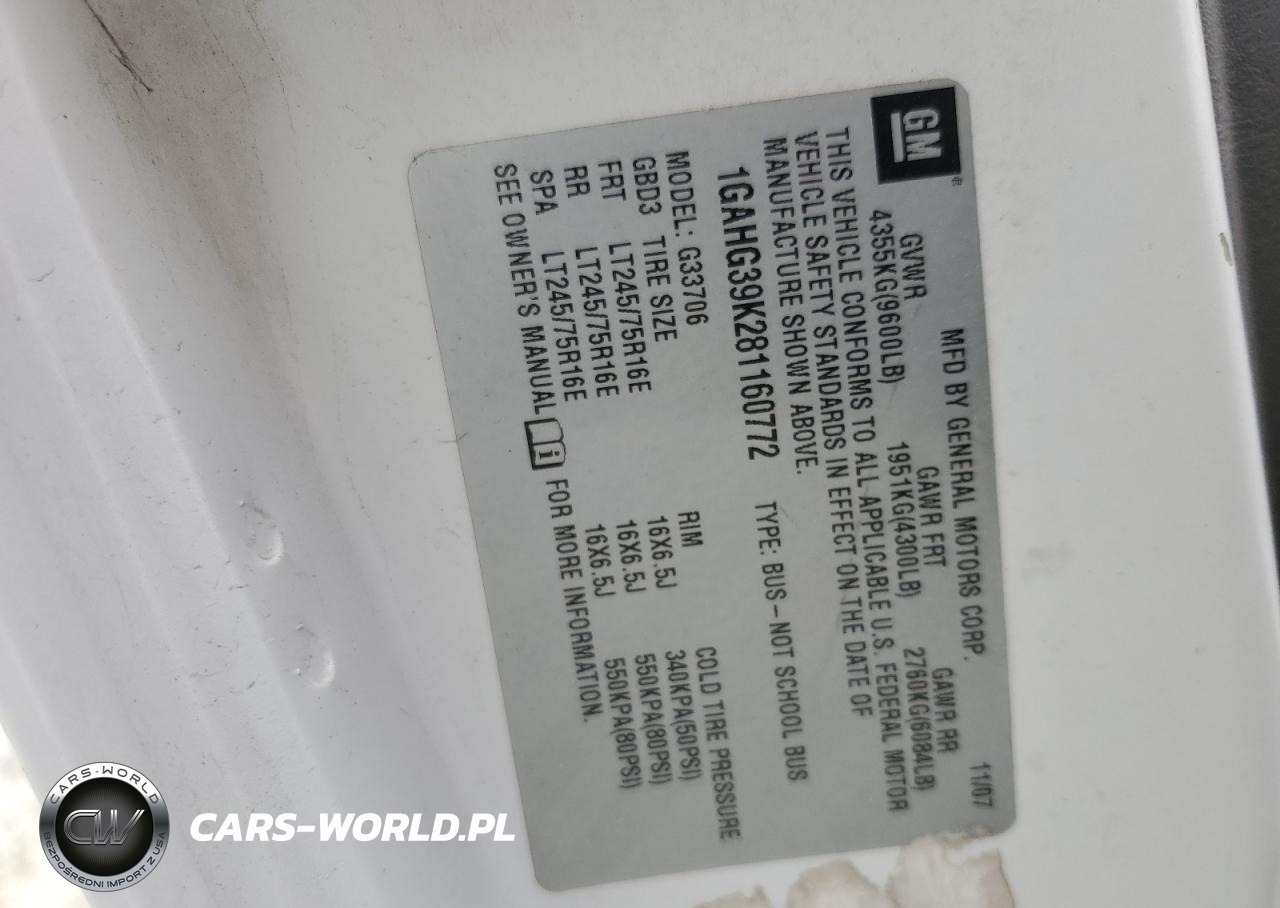 GM
®
MFD BY GENERAL MOTORS CORP. 11/07
GVWR GAWR FRT GAWR RR
4355KG(9600LB) 1951KG(4300LB) 2760KG(6084LB)
THIS VEHICLE CONFORMS TO ALL APPLICABLE U.S. FEDERAL MOTOR
VEHICLE SAFETY STANDARDS IN EFFECT ON THE DATE OF
MANUFACTURE SHOWN ABOVE.
1GAHG39K281160772 TYPE: BUS–NOT SCHOOL BUS
MODEL: G33706
GBD3 TIRE SIZE RIM COLD TIRE PRESSURE
FRT LT245/75R16E 16X6.5J 340KPA(50PSI)
RR LT245/75R16E 16X6.5J 550KPA(80PSI)
SPA LT245/75R16E 16X6.5J 550KPA(80PSI)
SEE OWNER'S MANUAL i FOR MORE INFORMATION.
CARS-WORLD
CW
BEZPOŚREDNI IMPORT Z USA
CARS-WORLD.PL